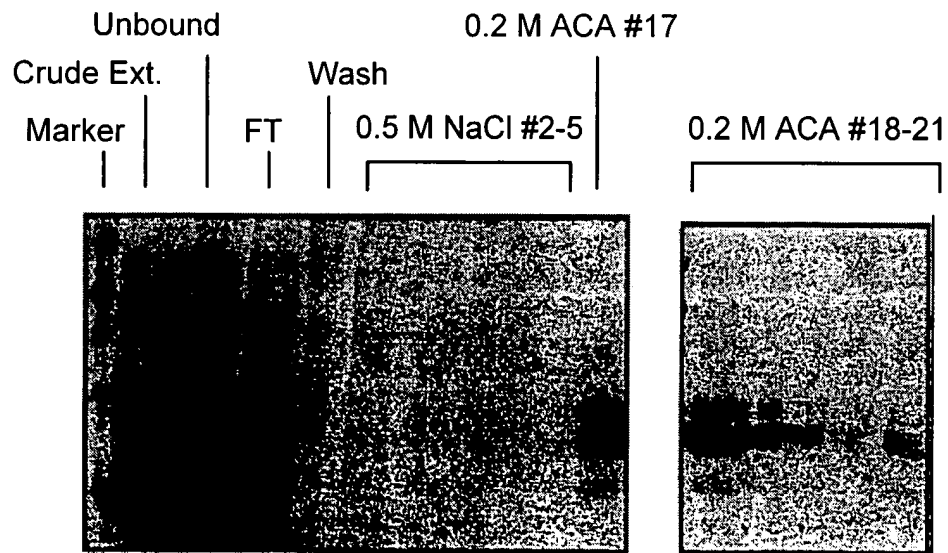 Unbound
0.2 M ACA #17
Crude Ext.
Wash
Marker
FT
0.5 M NaCl #2-5
0.2 M ACA #18-21